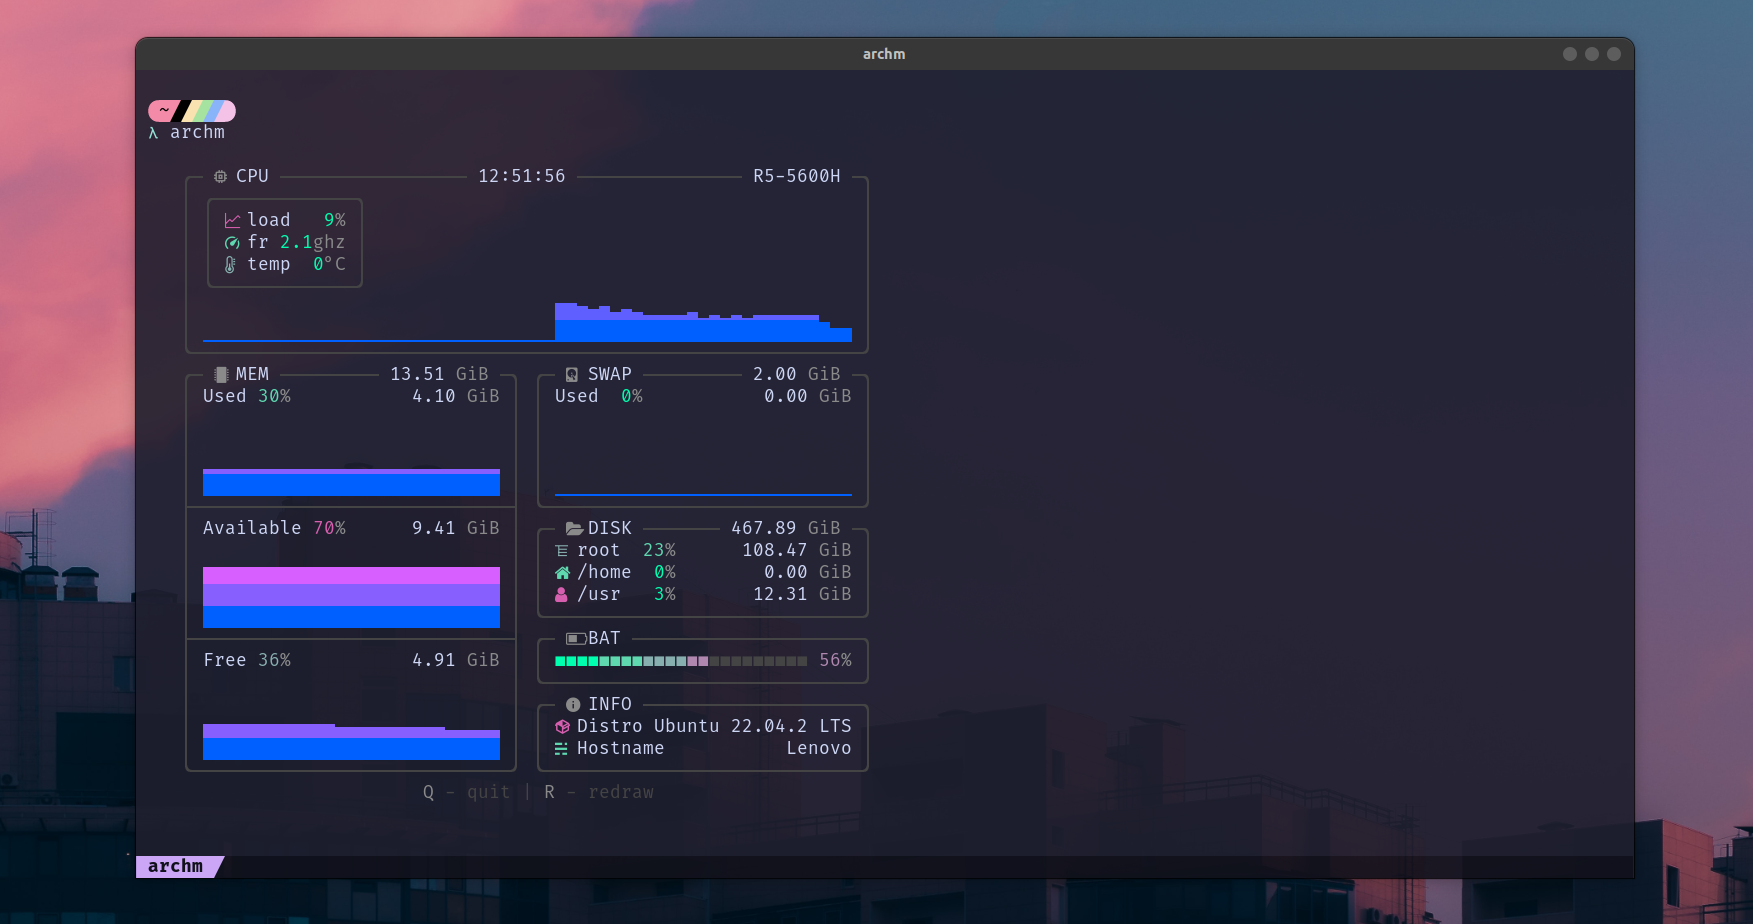 archm
~
λ archm
CPU 12:51:56 R5-5600H
load 9%
fr 2.1ghz
temp 0°C
MEM 13.51 GiB
Used 30% 4.10 GiB
Available 70% 9.41 GiB
Free 36% 4.91 GiB
SWAP 2.00 GiB
Used 0% 0.00 GiB
DISK 467.89 GiB
root 23% 108.47 GiB
/home 0% 0.00 GiB
/usr 3% 12.31 GiB
BAT
56%
INFO
Distro Ubuntu 22.04.2 LTS
Hostname Lenovo
Q - quit | R - redraw
archm